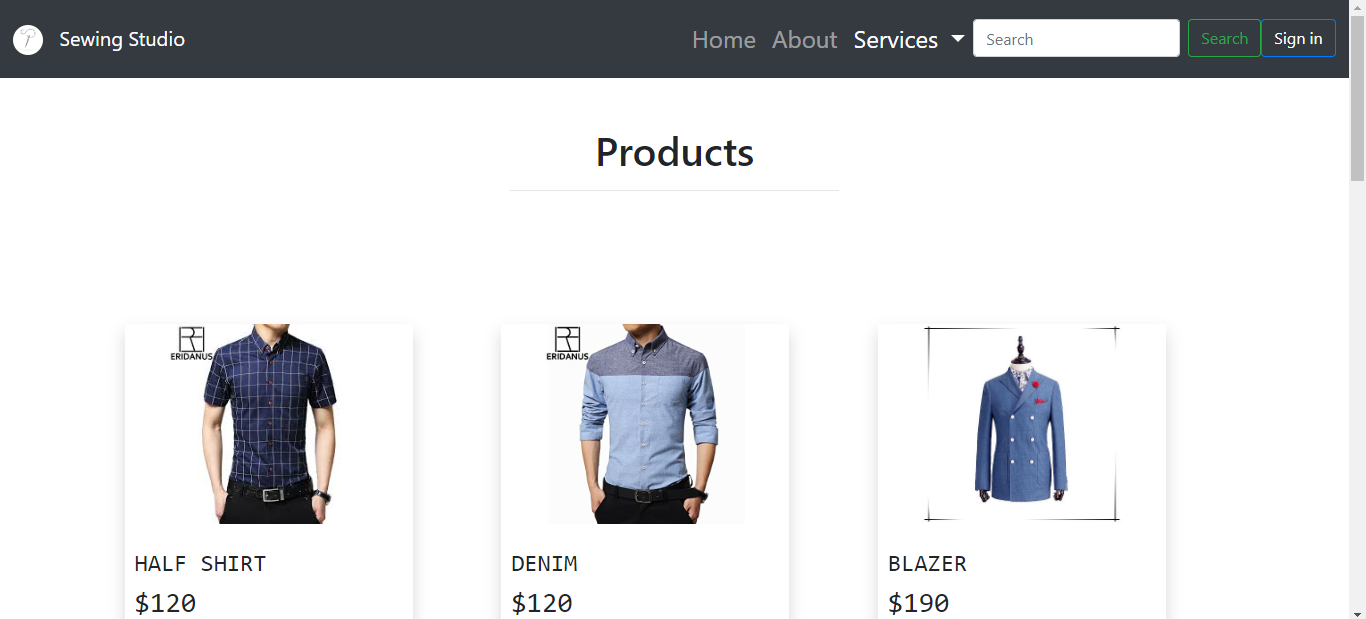 Sewing Studio Home About Services Search Search Sign in
Products
ERIDANUS ERIDANUS
HALF SHIRT DENIM BLAZER
$120 $120 $190